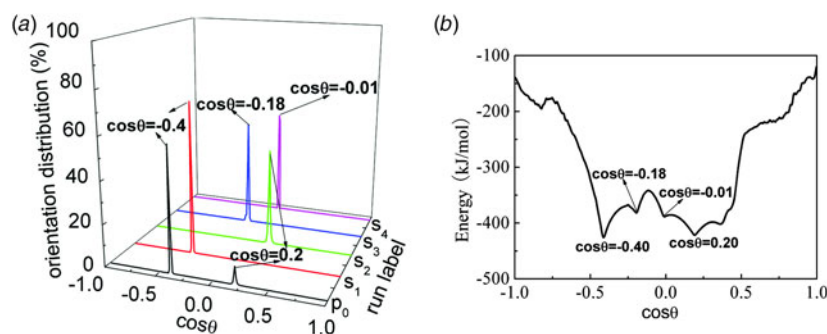 (a)
orientation distribution (%)
100
80
60
40
20
0
cosθ=-0.4
cosθ=-0.18
cosθ=-0.01
cosθ=0.2
-1.0
-0.5
0.0
0.5
1.0
cosθ
p0
s1
s2
s3
s4
run label
(b)
Energy (kJ/mol)
-100
-200
-300
-400
-500
cosθ=-0.18
cosθ=-0.01
cosθ=-0.40
cosθ=0.20
-1.0
-0.5
0.0
0.5
1.0
cosθ